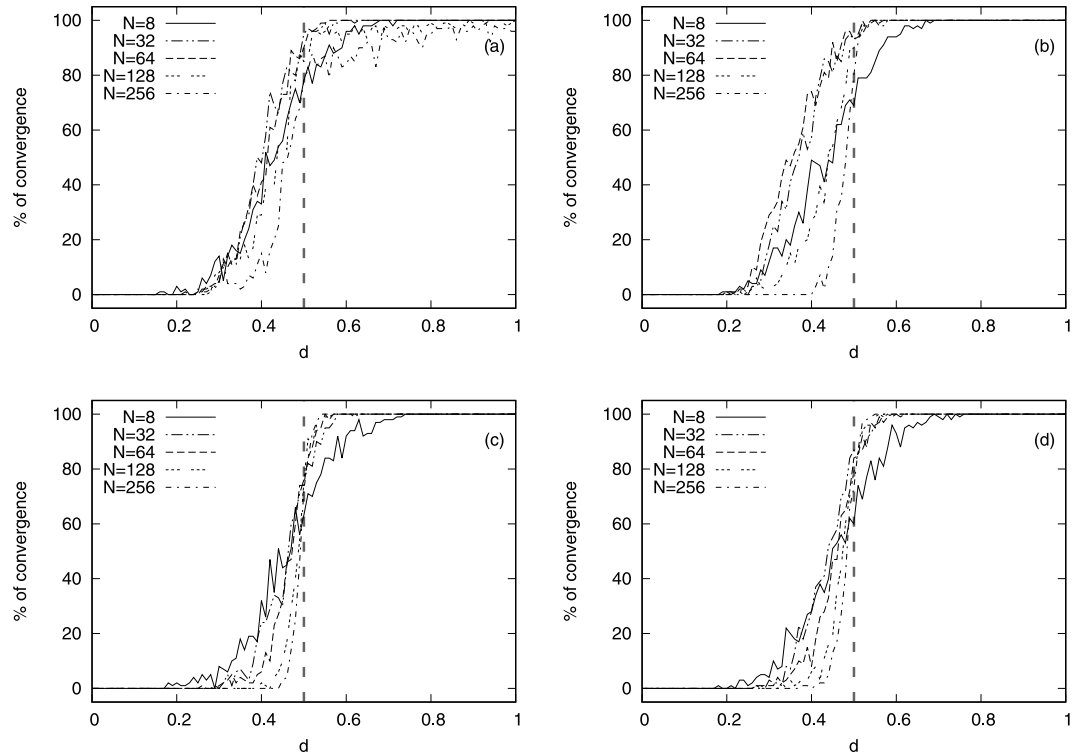 100
80
60
40
20
0
% of convergence
N=8
N=32
N=64
N=128
N=256
(a)
0 0.2 0.4 0.6 0.8 1
d
100
80
60
40
20
0
% of convergence
N=8
N=32
N=64
N=128
N=256
(b)
0 0.2 0.4 0.6 0.8 1
d
100
80
60
40
20
0
% of convergence
N=8
N=32
N=64
N=128
N=256
(c)
0 0.2 0.4 0.6 0.8 1
d
100
80
60
40
20
0
% of convergence
N=8
N=32
N=64
N=128
N=256
(d)
0 0.2 0.4 0.6 0.8 1
d